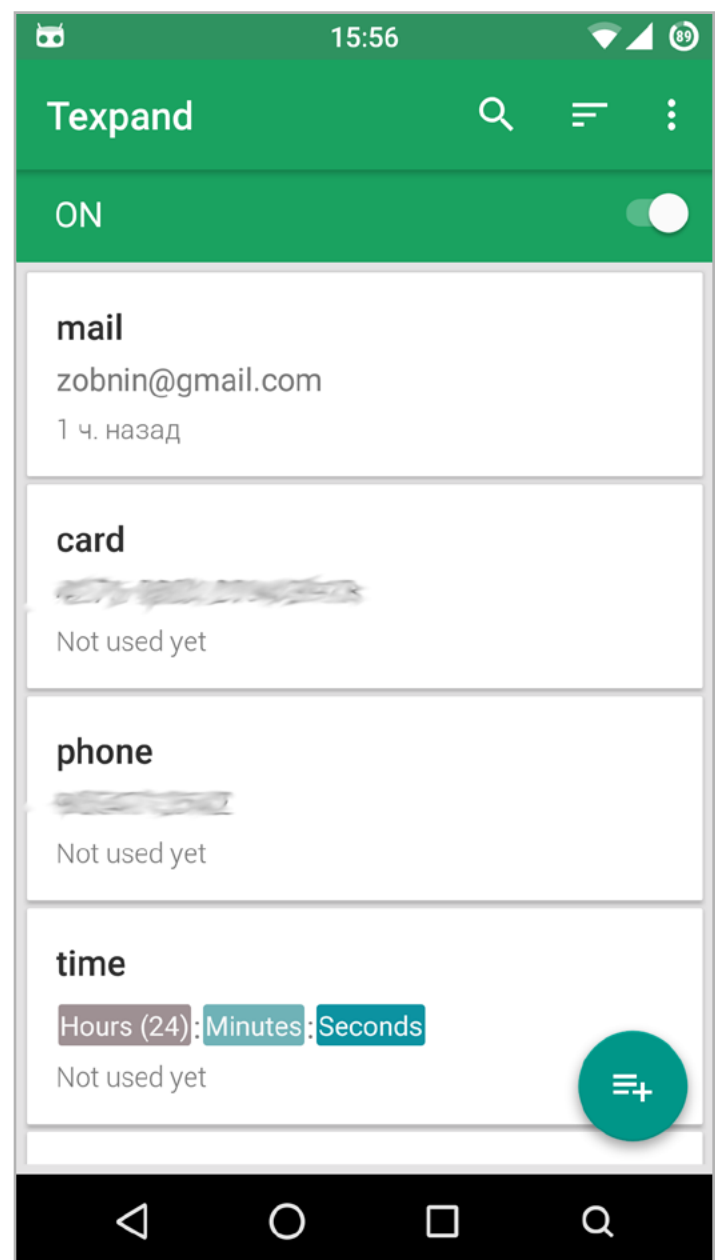 15:56
89
Texpand
ON
mail
zobnin@gmail.com
1 ч. назад
card
Not used yet
phone
Not used yet
time
Hours (24):Minutes:Seconds
Not used yet